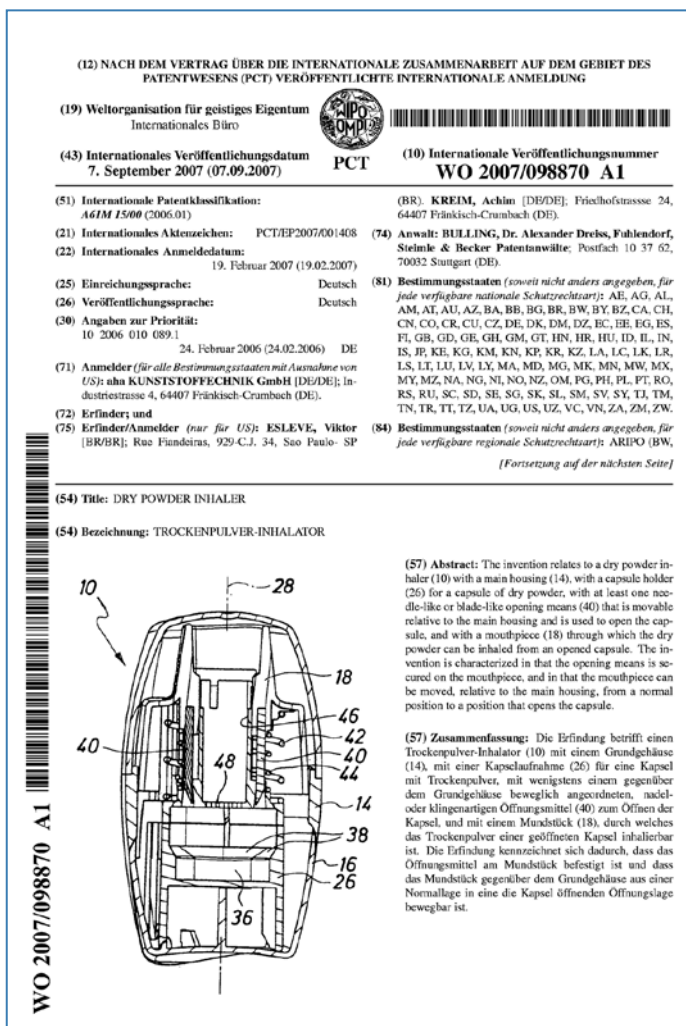 (12) NACH DEM VERTRAG ÜBER DIE INTERNATIONALE ZUSAMMENARBEIT AUF DEM GEBIET DES
PATENTWESENS (PCT) VERÖFFENTLICHTE INTERNATIONALE ANMELDUNG
(19) Weltorganisation für geistiges Eigentum
Internationales Büro
(43) Internationales Veröffentlichungsdatum
7. September 2007 (07.09.2007)
WIPO
OMPI
PCT
(10) Internationale Veröffentlichungsnummer
WO 2007/098870 A1
(51) Internationale Patentklassifikation:
A61M 15/00 (2006.01)
(21) Internationales Aktenzeichen: PCT/EP2007/001408
(22) Internationales Anmeldedatum:
19. Februar 2007 (19.02.2007)
(25) Einreichungssprache: Deutsch
(26) Veröffentlichungssprache: Deutsch
(30) Angaben zur Priorität:
10 2006 010 089.1
24. Februar 2006 (24.02.2006) DE
(71) Anmelder (für alle Bestimmungsstaaten mit Ausnahme von
US): aha KUNSTSTOFFECHNIK GmbH [DE/DE]; In-
dustriestrasse 4, 64407 Fränkisch-Crumbach (DE).
(72) Erfinder; und
(75) Erfinder/Anmelder (nur für US): ESLEVE, Viktor
[BR/BR]; Rue Fiandeiras, 929-C.J. 34, Sao Paulo- SP
(BR). KREIM, Achim [DE/DE]; Friedhofstrassse 24,
64407 Fränkisch-Crumbach (DE).
(74) Anwalt: BULLING, Dr. Alexander Dreiss, Fuhlendorf,
Steimle & Becker Patentanwälte; Postfach 10 37 62,
70032 Stuttgart (DE).
(81) Bestimmungsstaaten (soweit nicht anders angegeben, für
jede verfügbare nationale Schutzrechtsart): AE, AG, AL,
AM, AT, AU, AZ, BA, BB, BG, BR, BW, BY, BZ, CA, CH,
CN, CO, CR, CU, CZ, DE, DK, DM, DZ, EC, EE, EG, ES,
FI, GB, GD, GE, GH, GM, GT, HN, HR, HU, ID, IL, IN,
IS, JP, KE, KG, KM, KN, KP, KR, KZ, LA, LC, LK, LR,
LS, LT, LU, LV, LY, MA, MD, MG, MK, MN, MW, MX,
MY, MZ, NA, NG, NI, NO, NZ, OM, PG, PH, PL, PT, RO,
RS, RU, SC, SD, SE, SG, SK, SL, SM, SV, SY, TJ, TM,
TN, TR, TT, TZ, UA, UG, US, UZ, VC, VN, ZA, ZM, ZW.
(84) Bestimmungsstaaten (soweit nicht anders angegeben, für
jede verfügbare regionale Schutzrechtsart): ARIPO (BW,
[Fortsetzung auf der nächsten Seite]
(54) Title: DRY POWDER INHALER
(54) Bezeichnung: TROCKENPULVER-INHALATOR
10
28
18
46
42
40
40
44
48
14
38
16
26
36
(57) Abstract: The invention relates to a dry powder in-
haler (10) with a main housing (14), with a capsule holder
(26) for a capsule of dry powder, with at least one nee-
dle-like or blade-like opening means (40) that is movable
relative to the main housing and is used to open the cap-
sule, and with a mouthpiece (18) through which the dry
powder can be inhaled from an opened capsule. The in-
vention is characterized in that the opening means is se-
cured on the mouthpiece, and in that the mouthpiece can
be moved, relative to the main housing, from a normal
position to a position that opens the capsule.
(57) Zusammenfassung: Die Erfindung betrifft einen
Trockenpulver-Inhalator (10) mit einem Grundgehäuse
(14), mit einer Kapselaufnahme (26) für eine Kapsel
mit Trockenpulver, mit wenigstens einem gegenüber
dem Grundgehäuse beweglich angeordneten, nadel-
oder klingenartigen Öffnungsmittel (40) zum Öffnen der
Kapsel, und mit einem Mundstück (18), durch welches
das Trockenpulver einer geöffneten Kapsel inhalierbar
ist. Die Erfindung kennzeichnet sich dadurch, dass das
Öffnungsmittel am Mundstück befestigt ist und dass
das Mundstück gegenüber dem Grundgehäuse aus einer
Normallage in eine die Kapsel öffnenden Öffnungslage
bewegbar ist.
WO 2007/098870 A1